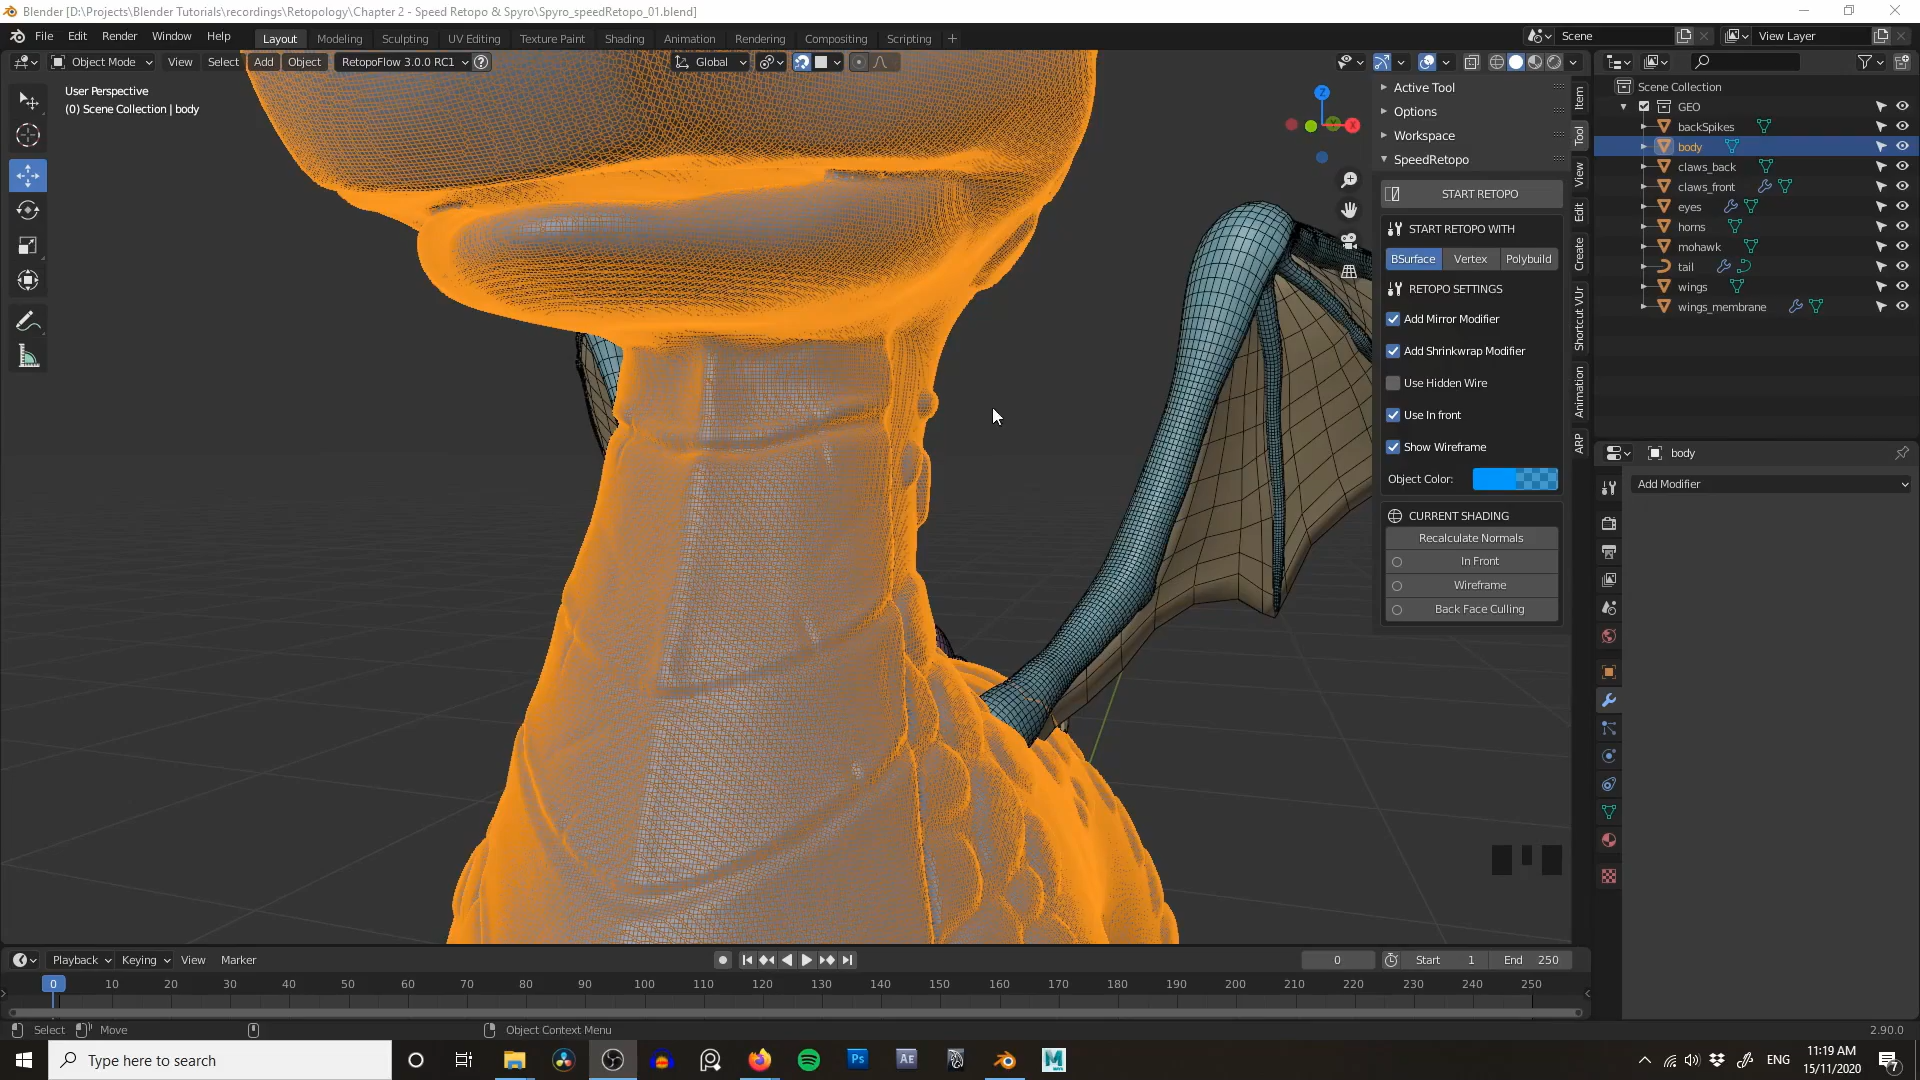 Blender [D:\Projects\Blender Tutorials\recordings\Retopology\Chapter 2 - Speed Retopo & Spyro\Spyro_speedRetopo_01.blend]
File Edit Render Window Help Layout Modeling Sculpting UV Editing Texture Paint Shading Animation Rendering Compositing Scripting + Scene View Layer
Object Mode View Select Add Object RetopoFlow 3.0.0 RC1 ? Global
User Perspective
(0) Scene Collection | body
Z
X
Active Tool
Options
Workspace
SpeedRetopo
START RETOPO
START RETOPO WITH
BSurface Vertex Polybuild
RETOPO SETTINGS
Add Mirror Modifier
Add Shrinkwrap Modifier
Use Hidden Wire
Use In front
Show Wireframe
Object Color:
CURRENT SHADING
Recalculate Normals
In Front
Wireframe
Back Face Culling
Item
Tool
View
Edit
Create
Shortcut VUr
Animation
ARP
Scene Collection
GEO
backSpikes
body
claws_back
claws_front
eyes
horns
mohawk
tail
wings
wings_membrane
body
Add Modifier
Playback Keying View Marker 0 Start 1 End 250
0 10 20 30 40 50 60 70 80 90 100 110 120 130 140 150 160 170 180 190 200 210 220 230 240 250
Select Move Object Context Menu 2.90.0
Type here to search
Ps Ae M
ENG
11:19 AM
15/11/2020
7